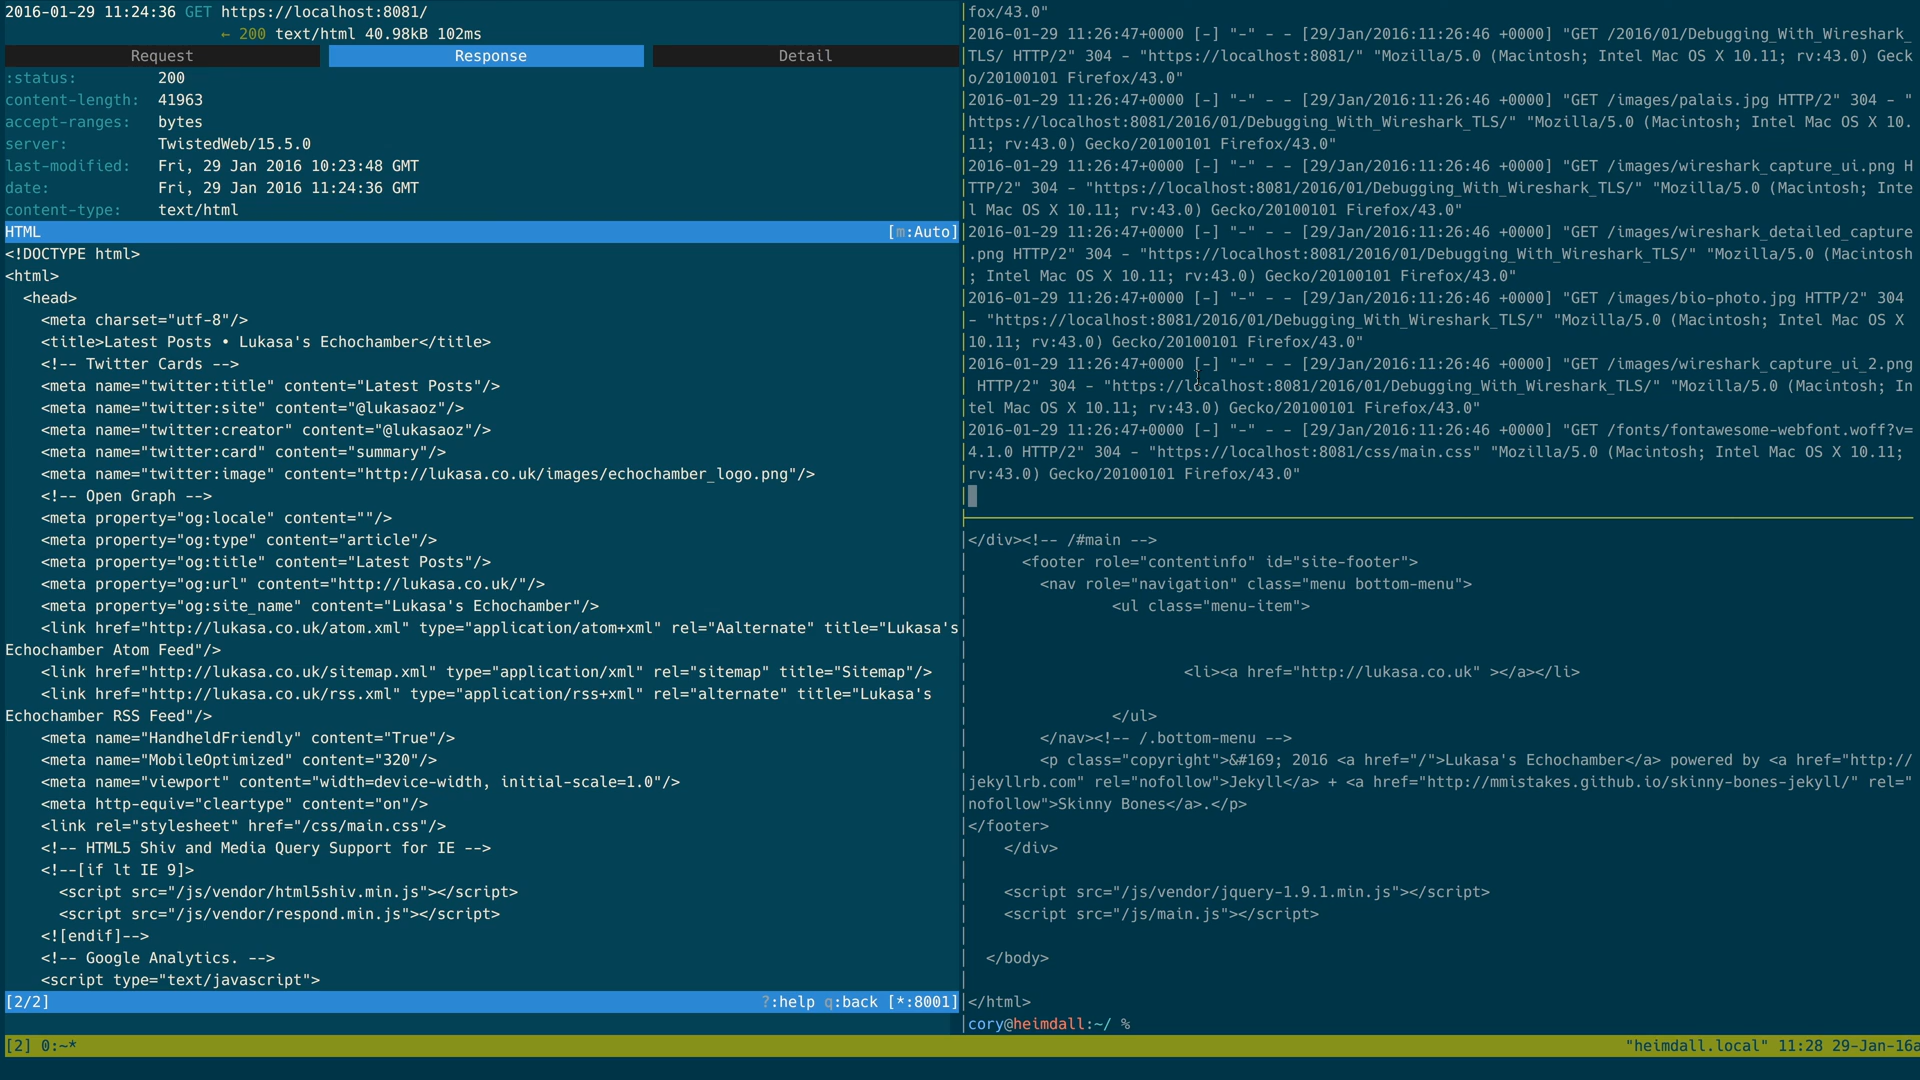 2016-01-29 11:24:36 GET https://localhost:8081/
← 200 text/html 40.98kB 102ms
Request Response Detail
:status: 200
content-length: 41963
accept-ranges: bytes
server: TwistedWeb/15.5.0
last-modified: Fri, 29 Jan 2016 10:23:48 GMT
date: Fri, 29 Jan 2016 11:24:36 GMT
content-type: text/html
HTML [m:Auto]
<!DOCTYPE html>
<html>
<head>
<meta charset="utf-8"/>
<title>Latest Posts • Lukasa's Echochamber</title>
<!-- Twitter Cards -->
<meta name="twitter:title" content="Latest Posts"/>
<meta name="twitter:site" content="@lukasaoz"/>
<meta name="twitter:creator" content="@lukasaoz"/>
<meta name="twitter:card" content="summary"/>
<meta name="twitter:image" content="http://lukasa.co.uk/images/echochamber_logo.png"/>
<!-- Open Graph -->
<meta property="og:locale" content=""/>
<meta property="og:type" content="article"/>
<meta property="og:title" content="Latest Posts"/>
<meta property="og:url" content="http://lukasa.co.uk/"/>
<meta property="og:site_name" content="Lukasa's Echochamber"/>
<link href="http://lukasa.co.uk/atom.xml" type="application/atom+xml" rel="Aalternate" title="Lukasa's
Echochamber Atom Feed"/>
<link href="http://lukasa.co.uk/sitemap.xml" type="application/xml" rel="sitemap" title="Sitemap"/>
<link href="http://lukasa.co.uk/rss.xml" type="application/rss+xml" rel="alternate" title="Lukasa's
Echochamber RSS Feed"/>
<meta name="HandheldFriendly" content="True"/>
<meta name="MobileOptimized" content="320"/>
<meta name="viewport" content="width=device-width, initial-scale=1.0"/>
<meta http-equiv="cleartype" content="on"/>
<link rel="stylesheet" href="/css/main.css"/>
<!-- HTML5 Shiv and Media Query Support for IE -->
<!--[if lt IE 9]>
<script src="/js/vendor/html5shiv.min.js"></script>
<script src="/js/vendor/respond.min.js"></script>
<![endif]-->
<!-- Google Analytics. -->
<script type="text/javascript">
[2/2] ?:help q:back [*:8001]
fox/43.0"
2016-01-29 11:26:47+0000 [-] "-" - - [29/Jan/2016:11:26:46 +0000] "GET /2016/01/Debugging_With_Wireshark_
TLS/ HTTP/2" 304 - "https://localhost:8081/" "Mozilla/5.0 (Macintosh; Intel Mac OS X 10.11; rv:43.0) Geck
o/20100101 Firefox/43.0"
2016-01-29 11:26:47+0000 [-] "-" - - [29/Jan/2016:11:26:46 +0000] "GET /images/palais.jpg HTTP/2" 304 - "
https://localhost:8081/2016/01/Debugging_With_Wireshark_TLS/" "Mozilla/5.0 (Macintosh; Intel Mac OS X 10.
11; rv:43.0) Gecko/20100101 Firefox/43.0"
2016-01-29 11:26:47+0000 [-] "-" - - [29/Jan/2016:11:26:46 +0000] "GET /images/wireshark_capture_ui.png H
TTP/2" 304 - "https://localhost:8081/2016/01/Debugging_With_Wireshark_TLS/" "Mozilla/5.0 (Macintosh; Inte
l Mac OS X 10.11; rv:43.0) Gecko/20100101 Firefox/43.0"
2016-01-29 11:26:47+0000 [-] "-" - - [29/Jan/2016:11:26:46 +0000] "GET /images/wireshark_detailed_capture
.png HTTP/2" 304 - "https://localhost:8081/2016/01/Debugging_With_Wireshark_TLS/" "Mozilla/5.0 (Macintosh
; Intel Mac OS X 10.11; rv:43.0) Gecko/20100101 Firefox/43.0"
2016-01-29 11:26:47+0000 [-] "-" - - [29/Jan/2016:11:26:46 +0000] "GET /images/bio-photo.jpg HTTP/2" 304
- "https://localhost:8081/2016/01/Debugging_With_Wireshark_TLS/" "Mozilla/5.0 (Macintosh; Intel Mac OS X
10.11; rv:43.0) Gecko/20100101 Firefox/43.0"
2016-01-29 11:26:47+0000 [-] "-" - - [29/Jan/2016:11:26:46 +0000] "GET /images/wireshark_capture_ui_2.png
HTTP/2" 304 - "https://localhost:8081/2016/01/Debugging_With_Wireshark_TLS/" "Mozilla/5.0 (Macintosh; In
tel Mac OS X 10.11; rv:43.0) Gecko/20100101 Firefox/43.0"
2016-01-29 11:26:47+0000 [-] "-" - - [29/Jan/2016:11:26:46 +0000] "GET /fonts/fontawesome-webfont.woff?v=
4.1.0 HTTP/2" 304 - "https://localhost:8081/css/main.css" "Mozilla/5.0 (Macintosh; Intel Mac OS X 10.11;
rv:43.0) Gecko/20100101 Firefox/43.0"
</div><!-- /#main -->
<footer role="contentinfo" id="site-footer">
<nav role="navigation" class="menu bottom-menu">
<ul class="menu-item">
<li><a href="http://lukasa.co.uk" ></a></li>
</ul>
</nav><!-- /.bottom-menu -->
<p class="copyright">&#169; 2016 <a href="/">Lukasa's Echochamber</a> powered by <a href="http://
jekyllrb.com" rel="nofollow">Jekyll</a> + <a href="http://mmistakes.github.io/skinny-bones-jekyll/" rel="
nofollow">Skinny Bones</a>.</p>
</footer>
</div>
<script src="/js/vendor/jquery-1.9.1.min.js"></script>
<script src="/js/main.js"></script>
</body>
</html>
cory@heimdall:~/ %
[2] 0:~* "heimdall.local" 11:28 29-Jan-16a